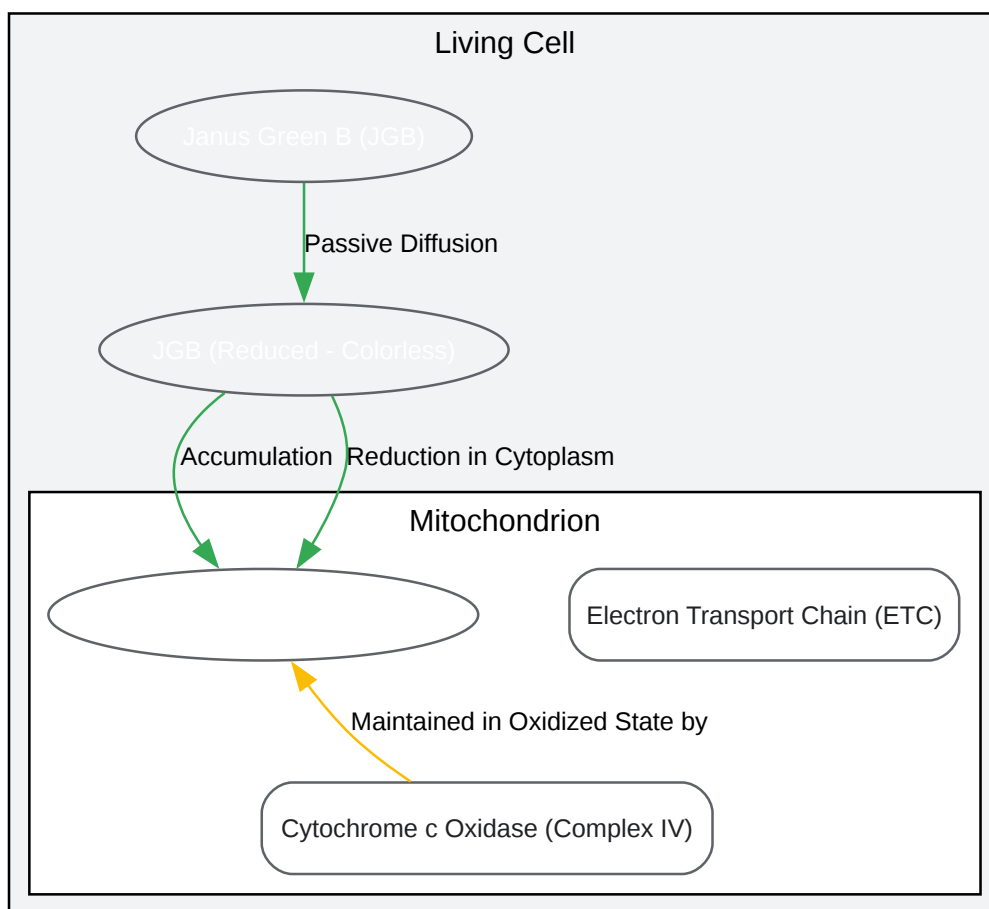 Living Cell
Janus Green B (JGB)
Passive Diffusion
JGB (Reduced - Colorless)
Accumulation
Reduction in Cytoplasm
Mitochondrion
Electron Transport Chain (ETC)
Maintained in Oxidized State by
Cytochrome c Oxidase (Complex IV)